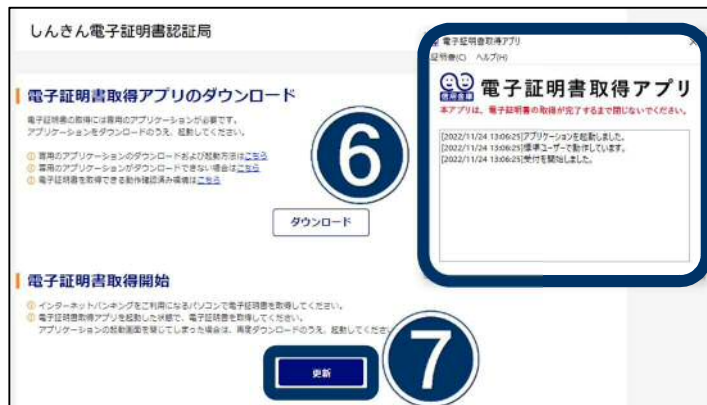 しんきん電子証明書認証局
電子証明書取得アプリのダウンロード
電子証明書の取得には専用のアプリケーションが必要です。
アプリケーションをダウンロードのうえ、起動してください。
専用のアプリケーションのダウンロードおよび起動方法はこちら
専用のアプリケーションがダウンロードできない場合はこちら
電子証明書を取得できる動作確認済み環境はこちら
ダウンロード
6
電子証明書取得アプリ
証明書(C) ヘルプ(H)
信用金庫
電子証明書取得アプリ
本アプリは、電子証明書の取得が完了するまで閉じないでください。
[2022/11/24 13:06:25]アプリケーションを起動しました。
[2022/11/24 13:06:25]標準ユーザーで動作しています。
[2022/11/24 13:06:25]受付を開始しました。
電子証明書取得開始
インターネットバンキングをご利用になるパソコンで電子証明書を取得してください。
電子証明書取得アプリを起動した状態で、電子証明書を取得してください。
アプリケーションの起動画面を閉じてしまった場合は、再度ダウンロードのうえ、起動してくださ
更新
7